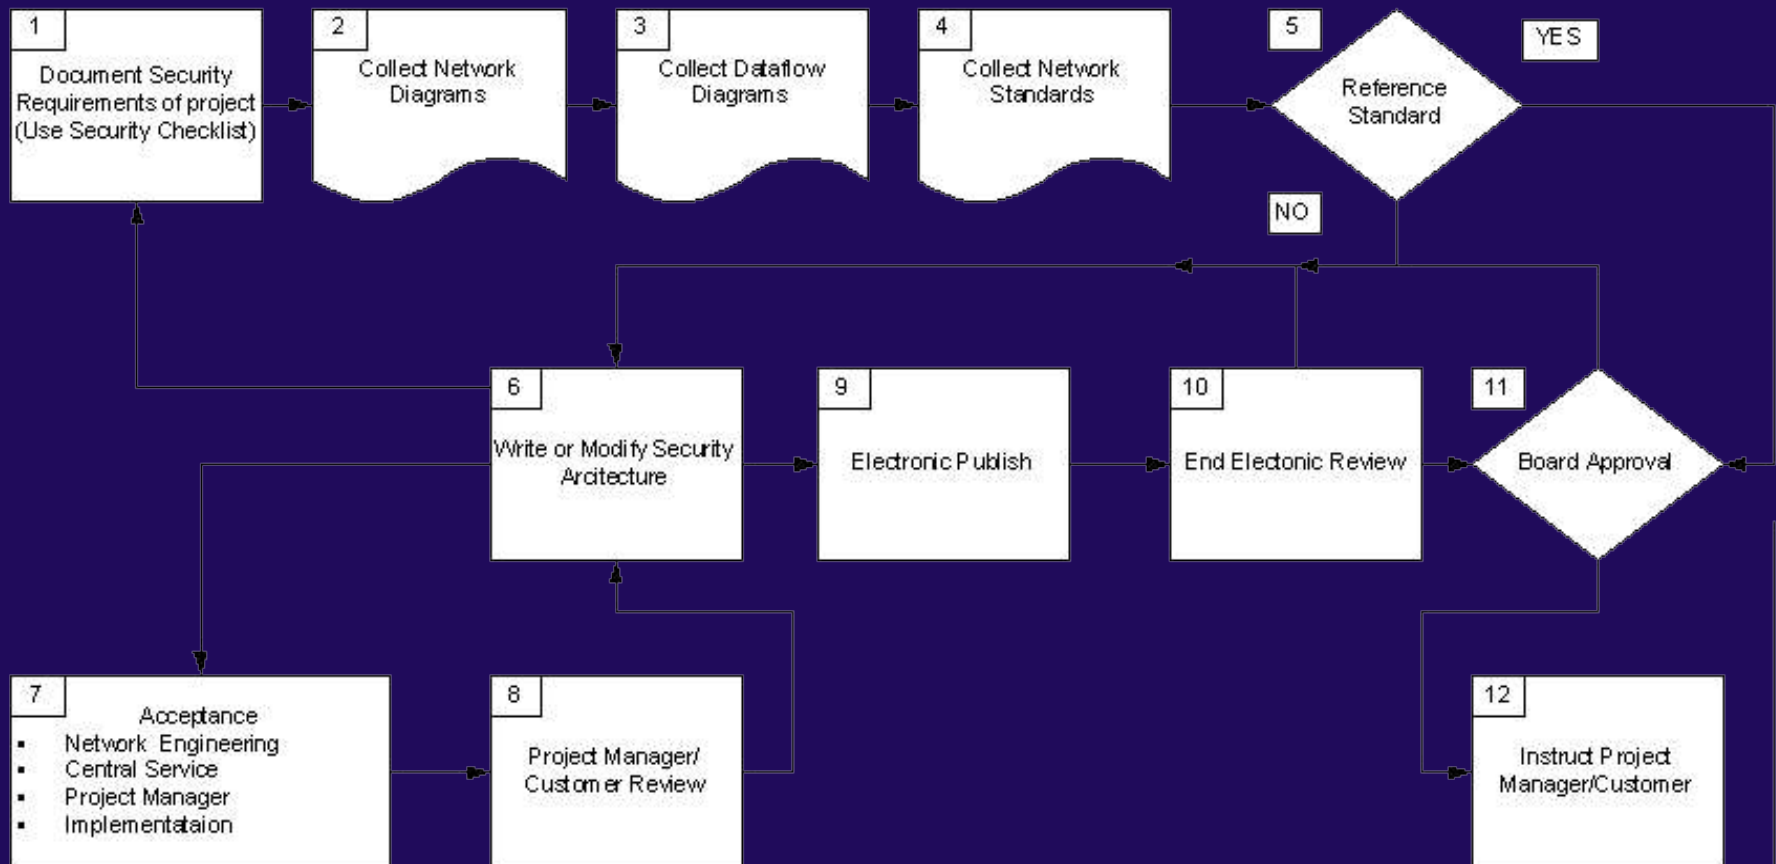 1
Document Security
Requirements of project
(Use Security Checklist)
2
Collect Network
Diagrams
3
Collect Dataflow
Diagrams
4
Collect Network
Standards
5
Reference
Standard
YES
NO
6
Write or Modify Security
Arcitecture
9
Electronic Publish
10
End Electonic Review
11
Board Approval
7
Acceptance
▪ Network Engineering
▪ Central Service
▪ Project Manager
▪ Implementataion
8
Project Manager/
Customer Review
12
Instruct Project
Manager/Customer